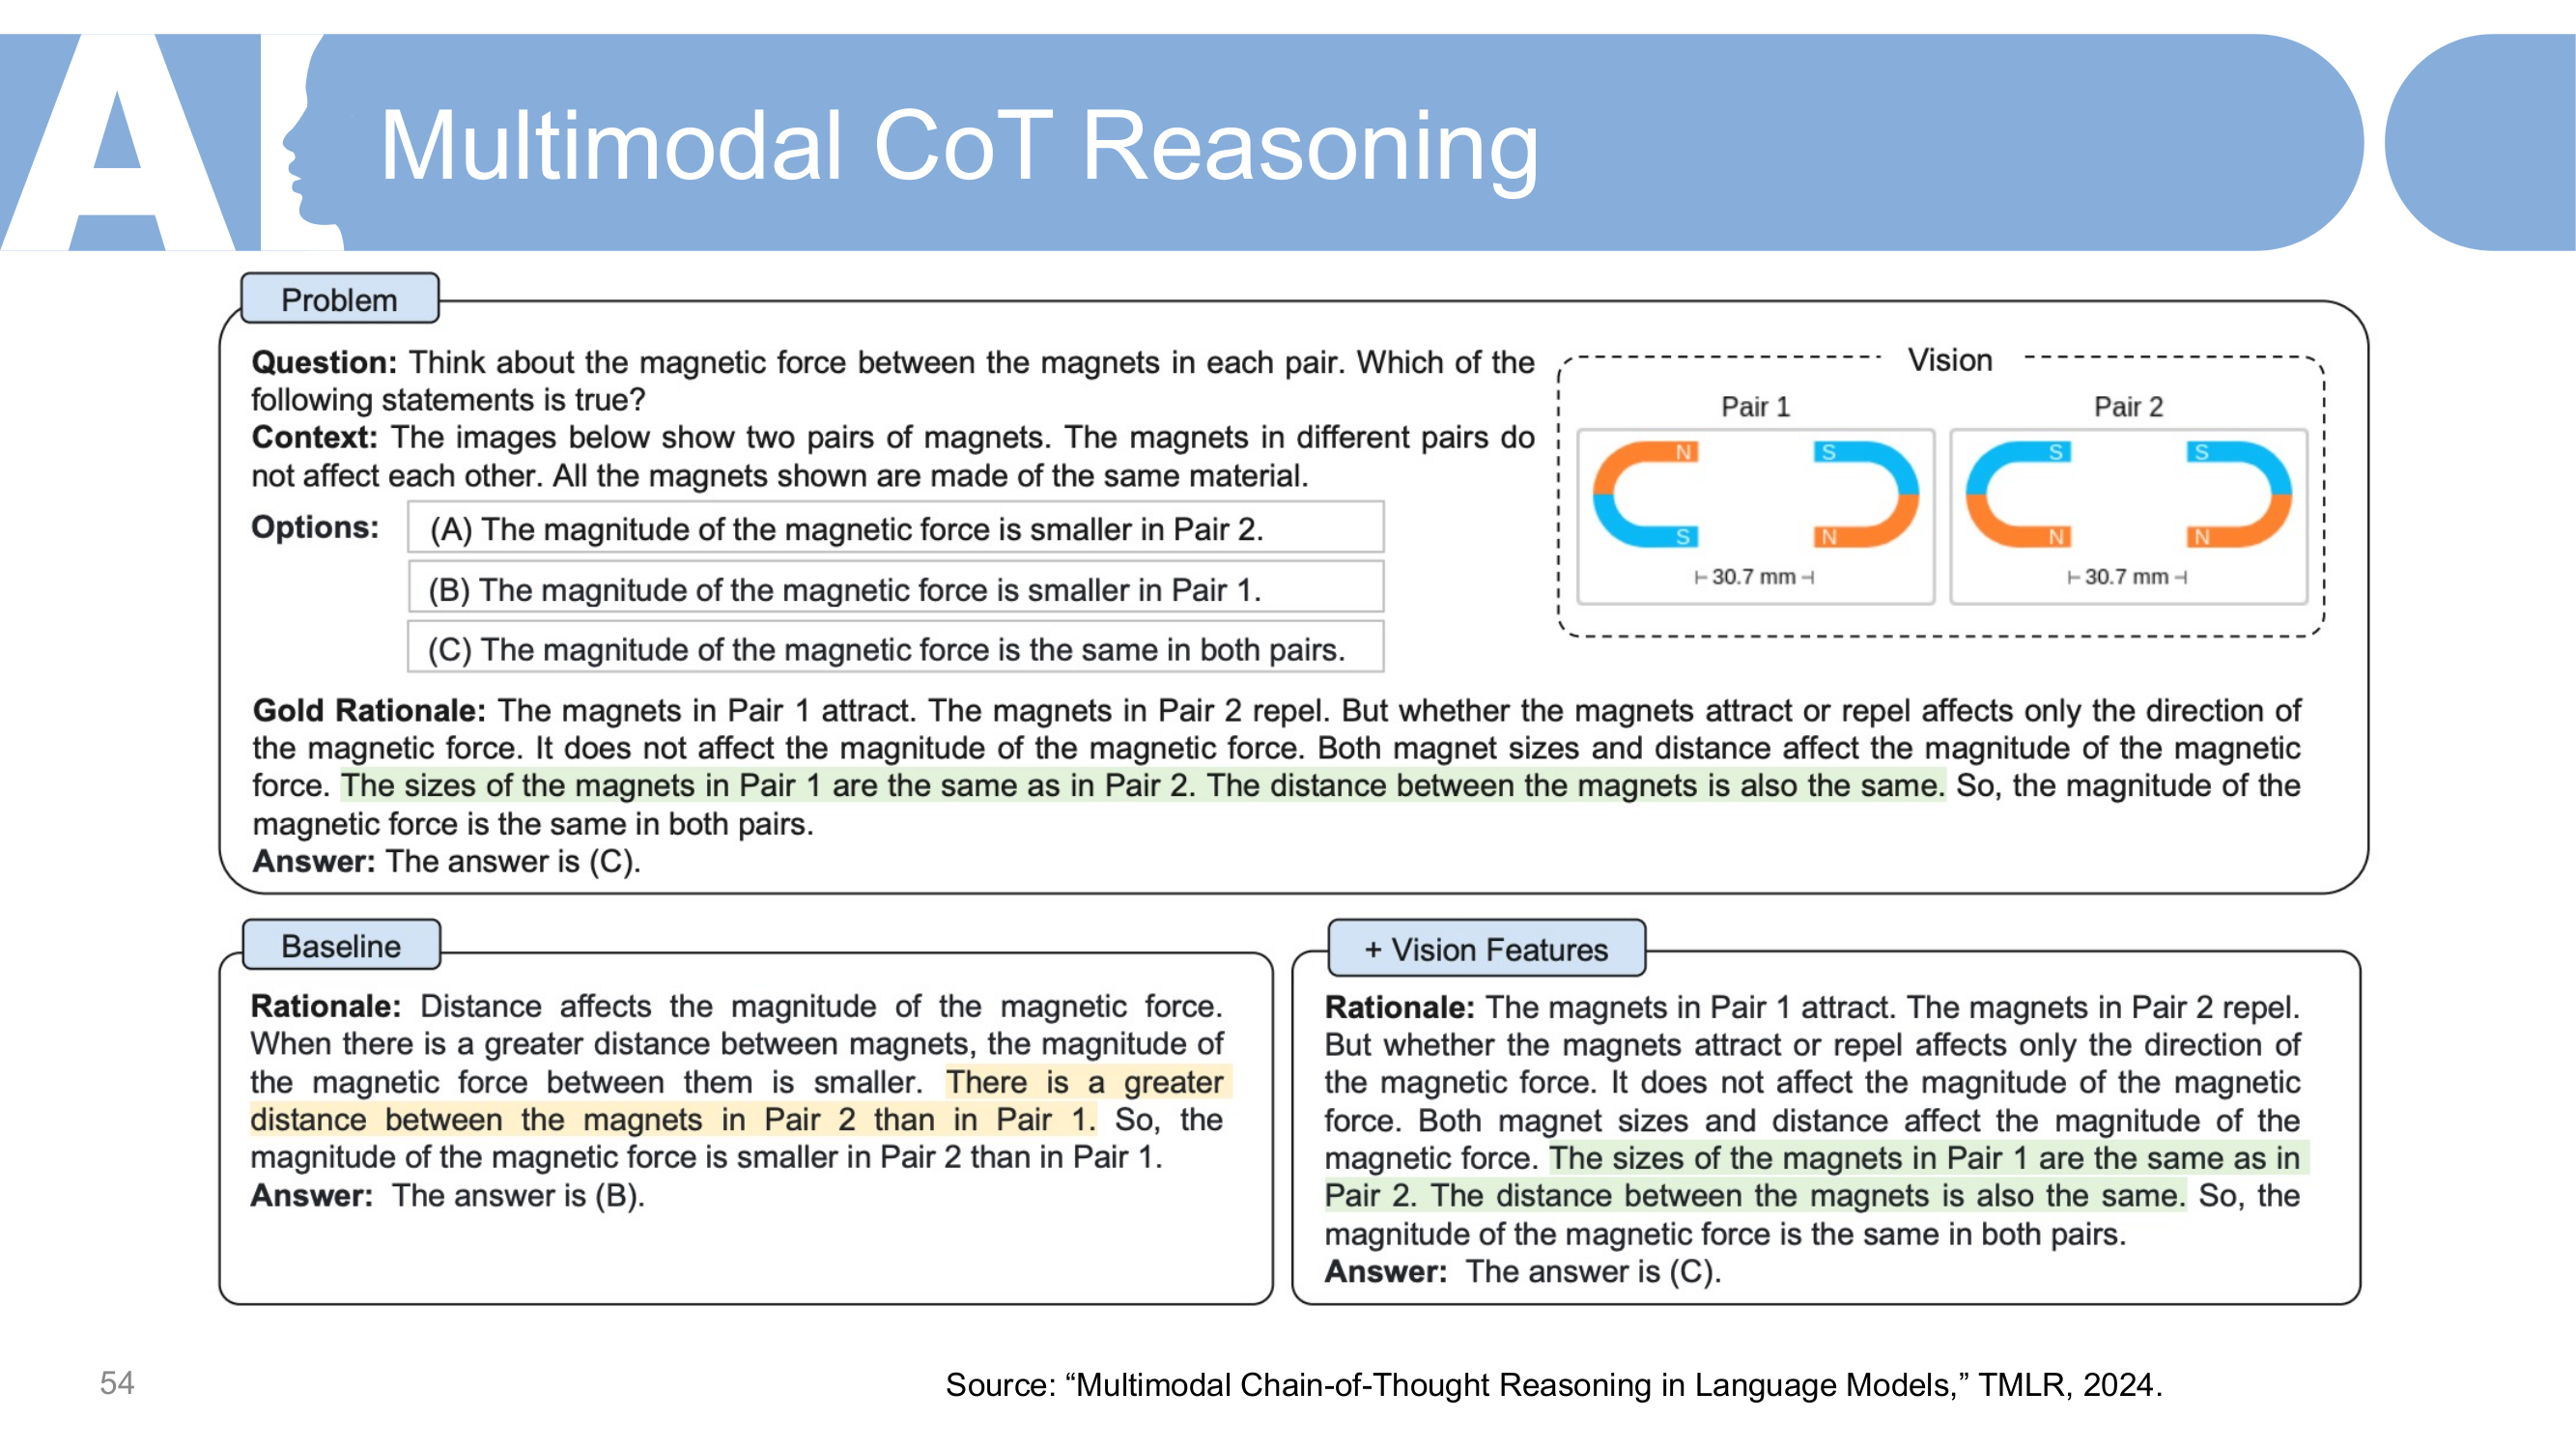 AI
Multimodal CoT Reasoning
Problem
Question: Think about the magnetic force between the magnets in each pair. Which of the
following statements is true?
Context: The images below show two pairs of magnets. The magnets in different pairs do
not affect each other. All the magnets shown are made of the same material.
Options:
(A) The magnitude of the magnetic force is smaller in Pair 2.
(B) The magnitude of the magnetic force is smaller in Pair 1.
(C) The magnitude of the magnetic force is the same in both pairs.
Vision
Pair 1
N S
S N
⊢ 30.7 mm ⊣
Pair 2
S S
N N
⊢ 30.7 mm ⊣
Gold Rationale: The magnets in Pair 1 attract. The magnets in Pair 2 repel. But whether the magnets attract or repel affects only the direction of
the magnetic force. It does not affect the magnitude of the magnetic force. Both magnet sizes and distance affect the magnitude of the magnetic
force. The sizes of the magnets in Pair 1 are the same as in Pair 2. The distance between the magnets is also the same. So, the magnitude of the
magnetic force is the same in both pairs.
Answer: The answer is (C).
Baseline
Rationale: Distance affects the magnitude of the magnetic force.
When there is a greater distance between magnets, the magnitude of
the magnetic force between them is smaller. There is a greater
distance between the magnets in Pair 2 than in Pair 1. So, the
magnitude of the magnetic force is smaller in Pair 2 than in Pair 1.
Answer: The answer is (B).
+ Vision Features
Rationale: The magnets in Pair 1 attract. The magnets in Pair 2 repel.
But whether the magnets attract or repel affects only the direction of
the magnetic force. It does not affect the magnitude of the magnetic
force. Both magnet sizes and distance affect the magnitude of the
magnetic force. The sizes of the magnets in Pair 1 are the same as in
Pair 2. The distance between the magnets is also the same. So, the
magnitude of the magnetic force is the same in both pairs.
Answer: The answer is (C).
54
Source: “Multimodal Chain-of-Thought Reasoning in Language Models,” TMLR, 2024.